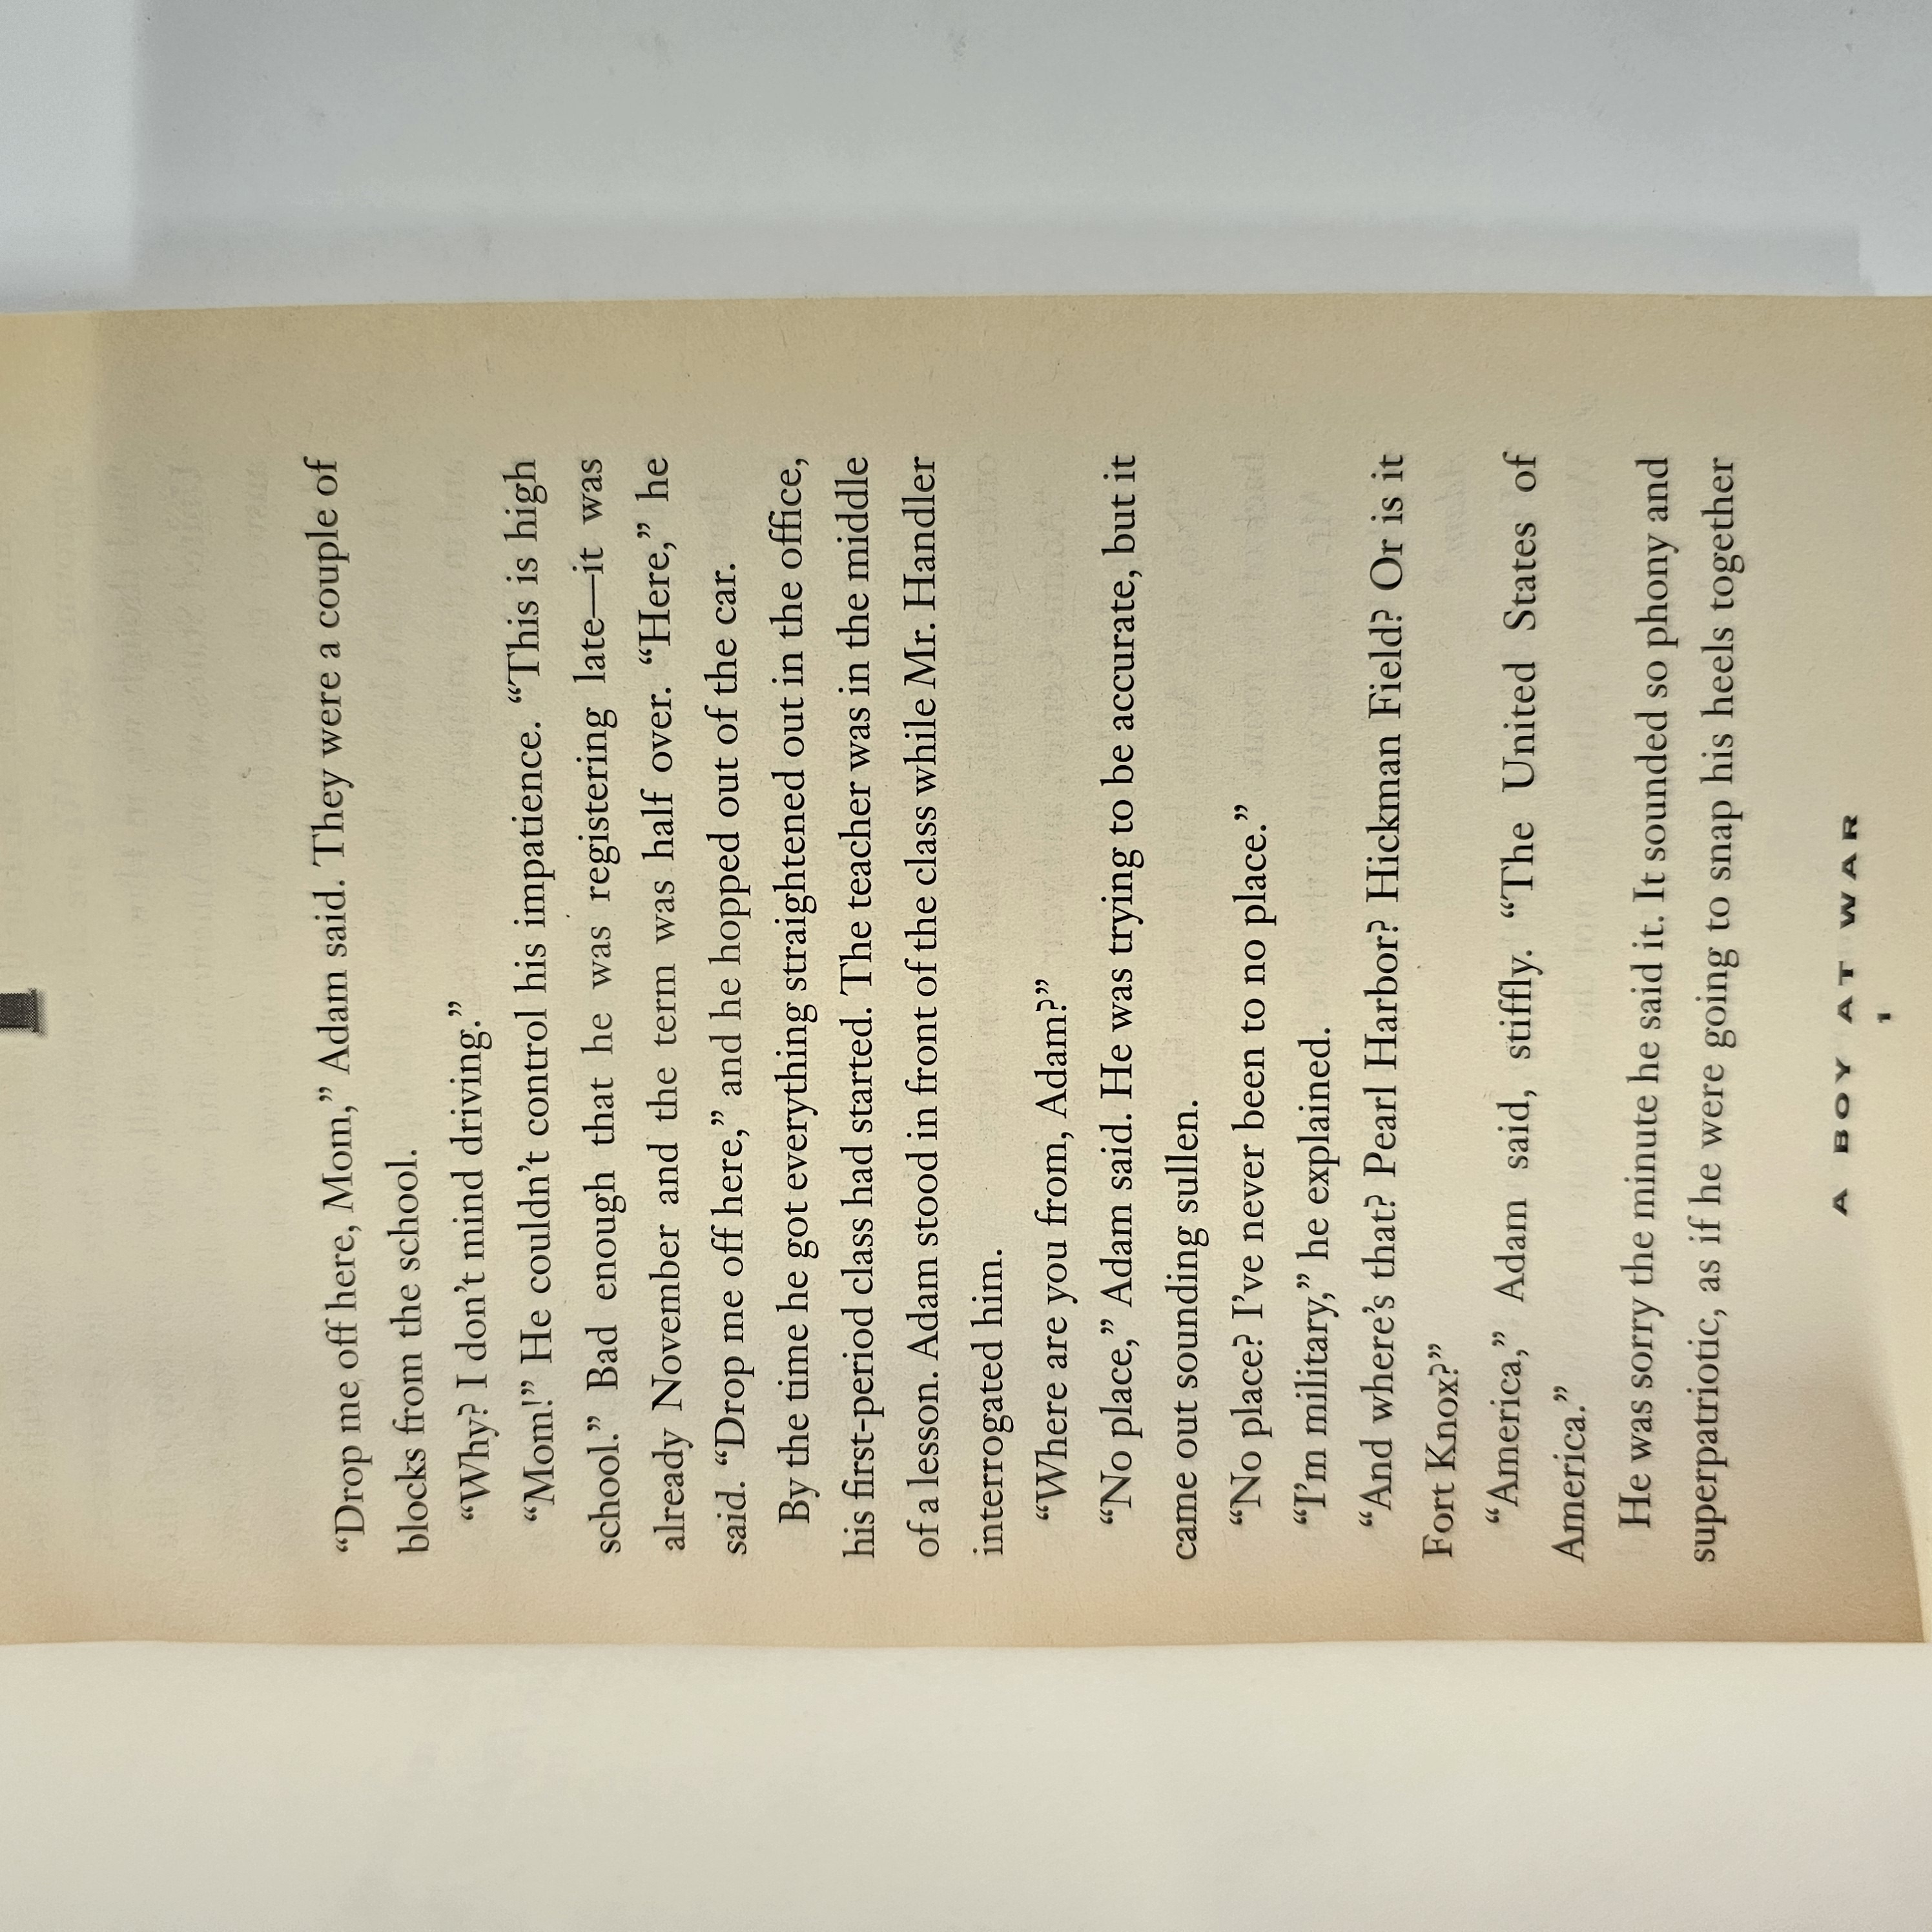 “Drop me off here, Mom,” Adam said. They were a couple of
blocks from the school.
“Why? I don’t mind driving.”
“Mom!” He couldn’t control his impatience. “This is high
school.” Bad enough that he was registering late—it was
already November and the term was half over. “Here,” he
said. “Drop me off here,” and he hopped out of the car.
By the time he got everything straightened out in the office,
his first-period class had started. The teacher was in the middle
of a lesson. Adam stood in front of the class while Mr. Handler
interrogated him.
“Where are you from, Adam?”
“No place,” Adam said. He was trying to be accurate, but it
came out sounding sullen.
“No place? I’ve never been to no place.”
“I’m military,” he explained.
“And where’s that? Pearl Harbor? Hickman Field? Or is it
Fort Knox?”
“America,” Adam said, stiffly. “The United States of
America.”
He was sorry the minute he said it. It sounded so phony and
superpatriotic, as if he were going to snap his heels together
A BOY AT WAR
1